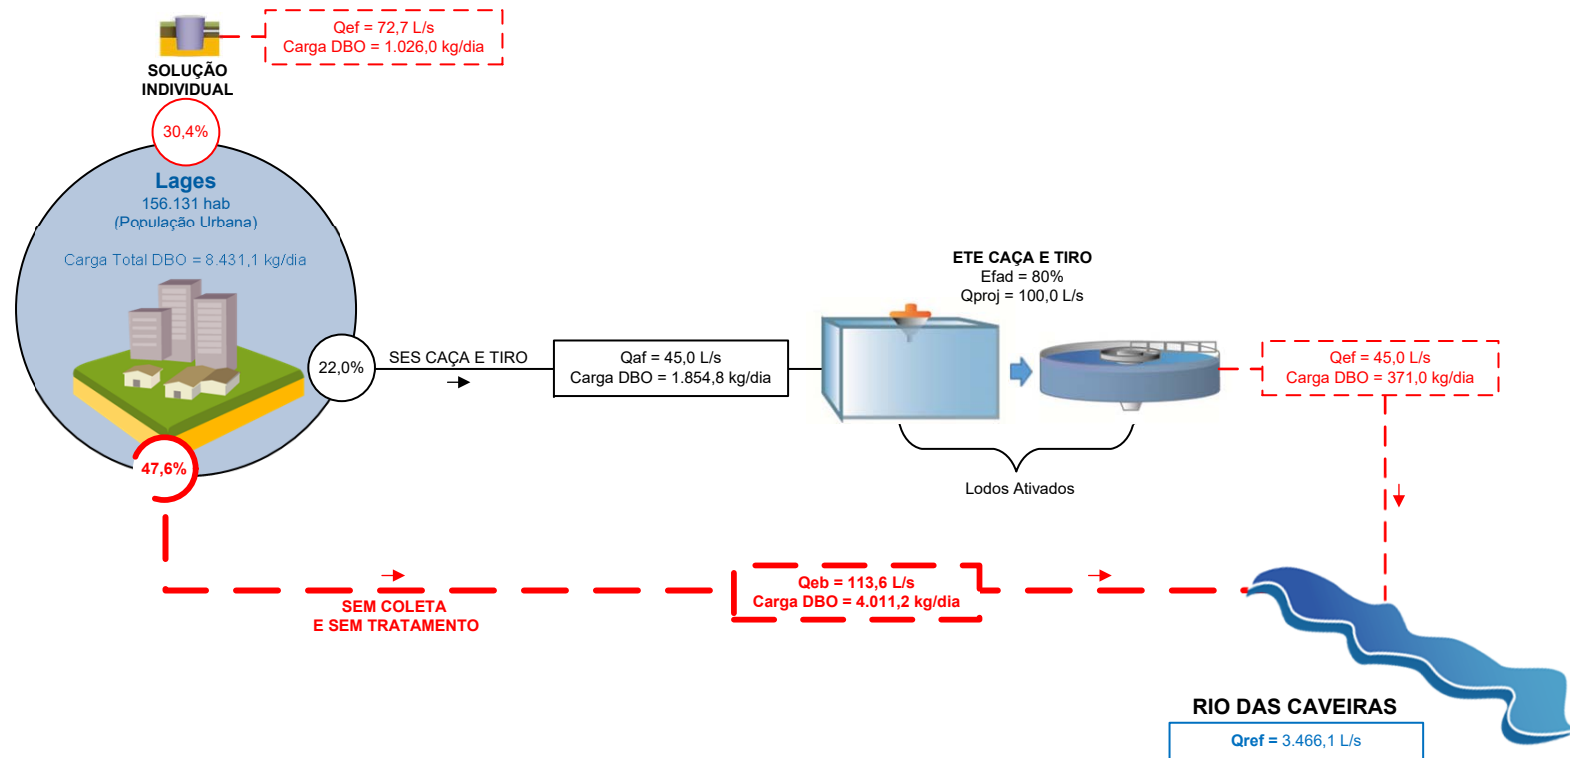 Qef = 72,7 L/s
Carga DBO = 1.026,0 kg/dia
SOLUÇÃO
INDIVIDUAL
30,4%
Lages
156.131 hab
(População Urbana)
Carga Total DBO = 8.431,1 kg/dia
22,0%
SES CAÇA E TIRO
Qaf = 45,0 L/s
Carga DBO = 1.854,8 kg/dia
ETE CAÇA E TIRO
Efad = 80%
Qproj = 100,0 L/s
Lodos Ativados
Qef = 45,0 L/s
Carga DBO = 371,0 kg/dia
47,6%
SEM COLETA
E SEM TRATAMENTO
Qeb = 113,6 L/s
Carga DBO = 4.011,2 kg/dia
RIO DAS CAVEIRAS
Qref = 3.466,1 L/s